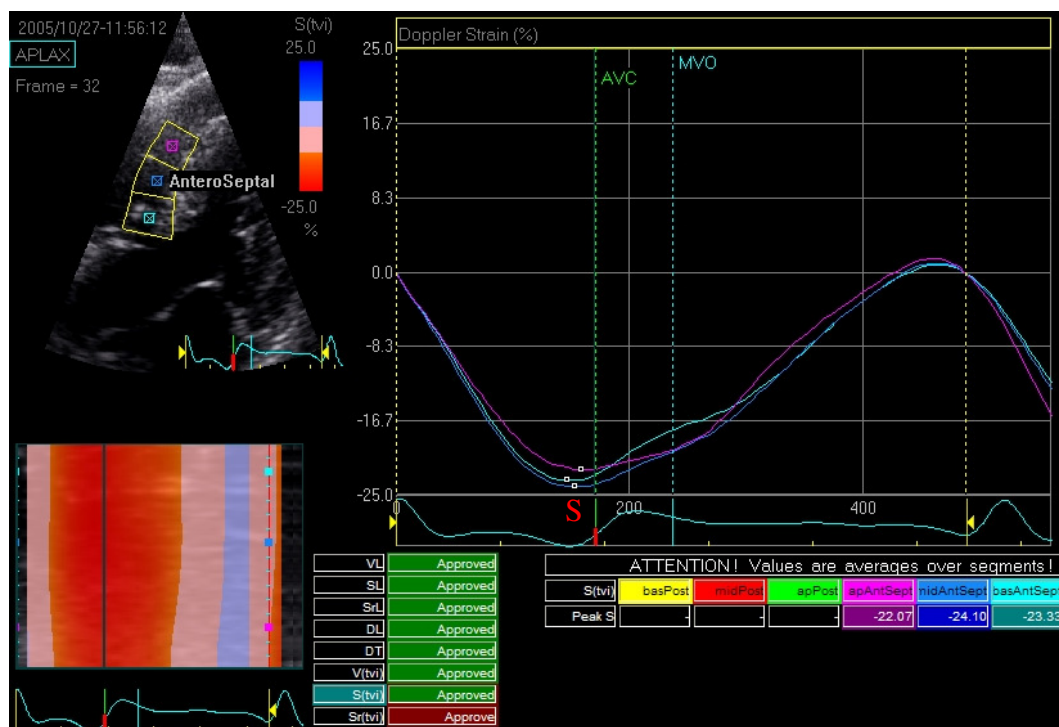 2005/10/27-11:56:12
APLAX
Frame = 32
S(tvi)
25.0
-25.0
%
AnteroSeptal
Doppler Strain (%)
25.0
16.7
8.3
0.0
-8.3
-16.7
-25.0
AVC
MVO
S
0
200
400
VL Approved
SL Approved
SrL Approved
DL Approved
DT Approved
V(tvi) Approved
S(tvi) Approved
Sr(tvi) Approve
ATTENTION! Values are averages over segments!
S(tvi) basPost midPost apPost apAntSept midAntSept basAntSept
Peak S - - - -22.07 -24.10 -23.33